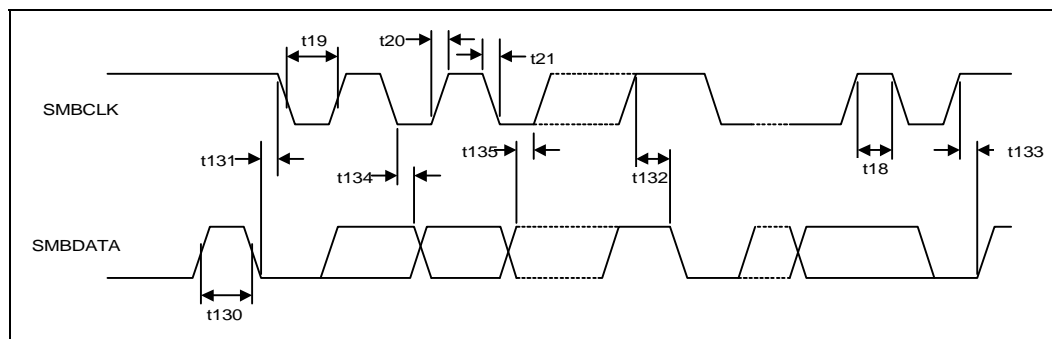 t19
t20
t21
SMBCLK
t131
t135
t133
t18
t134
t132
SMBDATA
t130